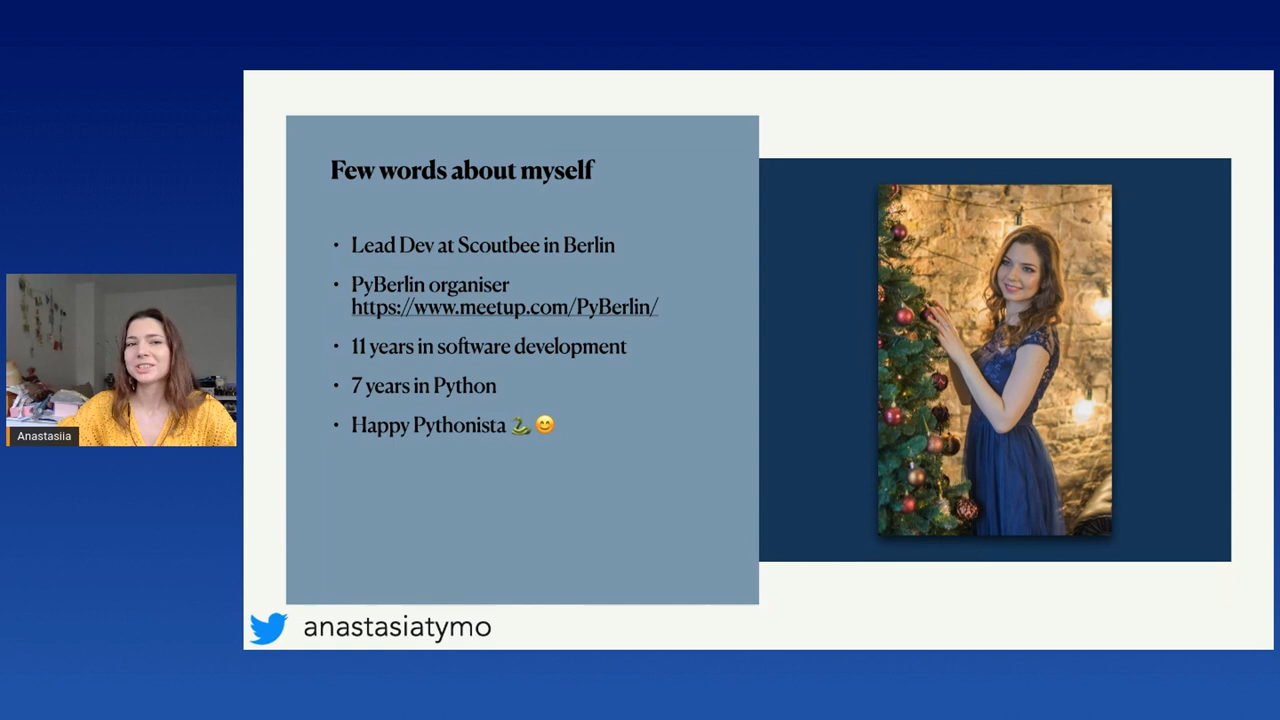 Few words about myself
• Lead Dev at Scoutbee in Berlin
• PyBerlin organiser
https://www.meetup.com/PyBerlin/
• 11 years in software development
• 7 years in Python
• Happy Pythonista 🐍 😊
Anastasiia
anastasiatymo